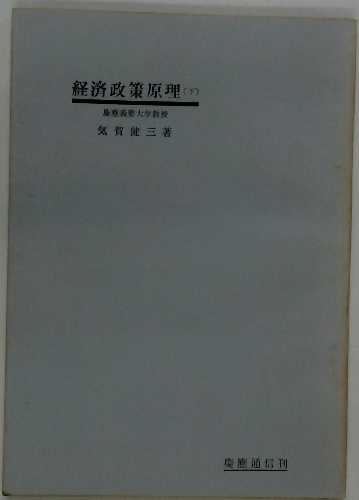 経済政策原理(下)
慶應義塾大学教授
気賀健三著
慶應通信刊